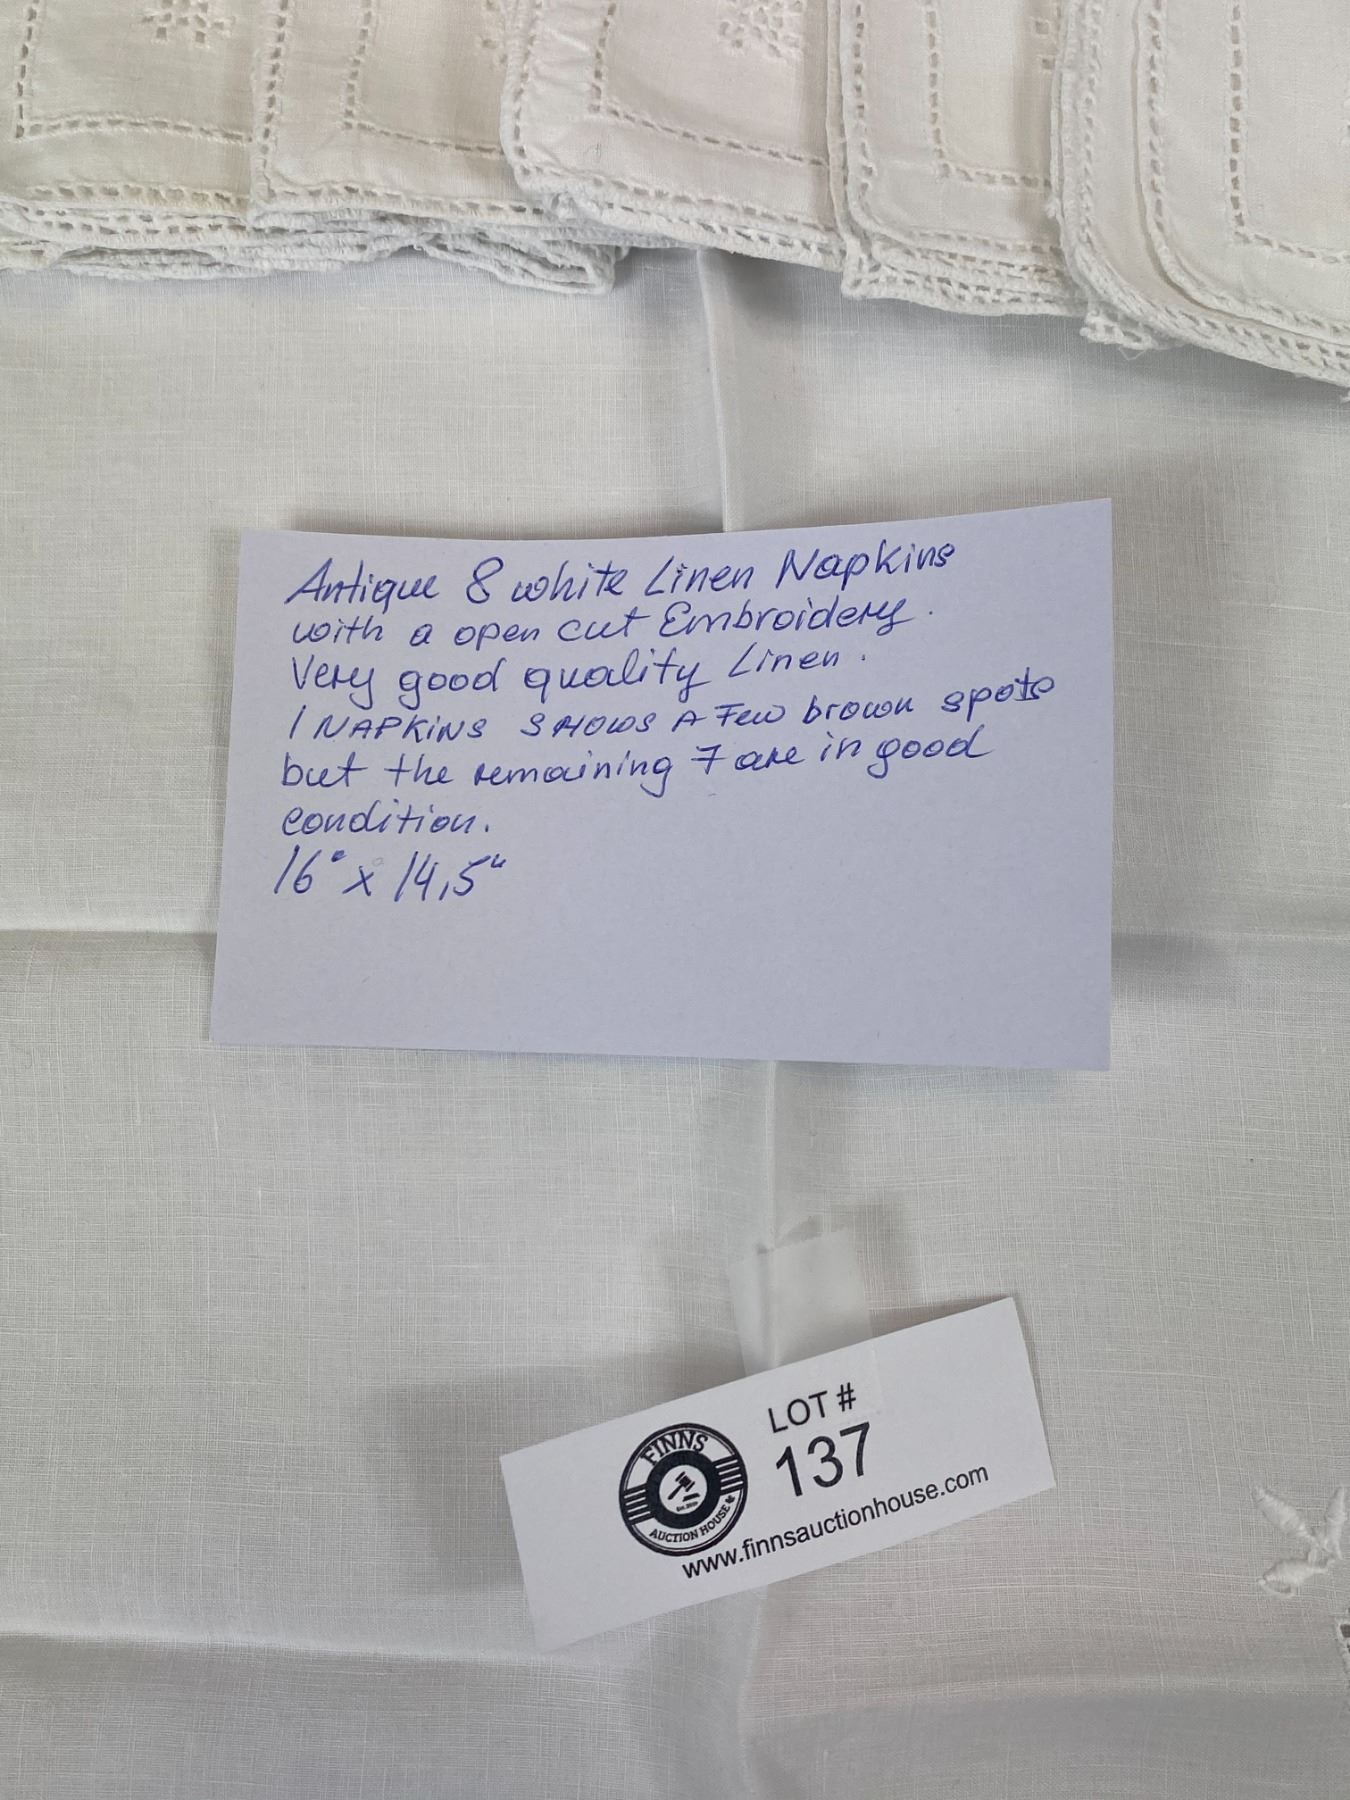 Antique 8 white Linen Napkins
with a open cut Embroidery.
Very good quality Linen.
1 NAPKINS SHOWS A FEW brown spots
but the remaining 7 are in good
condition.
16" x 14,5"
LOT #
137
www.finnsauctionhouse.com
FINNS
AUCTION HOUSE